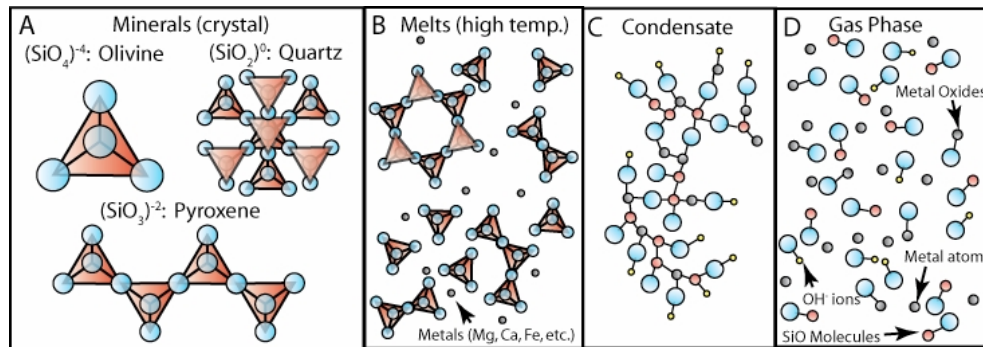 A
Minerals (crystal)
(SiO₄)⁻⁴: Olivine
(SiO₂)⁰: Quartz
(SiO₃)⁻²: Pyroxene
B
Melts (high temp.)
Metals (Mg, Ca, Fe, etc.)
C
Condensate
D
Gas Phase
Metal Oxides
Metal atom
OH⁻ ions
SiO Molecules